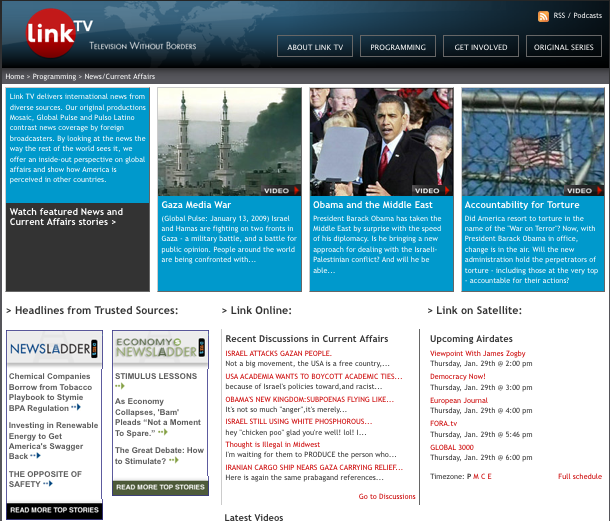 link TV
TELEVISION WITHOUT BORDERS
RSS / Podcasts
ABOUT LINK TV
PROGRAMMING
GET INVOLVED
ORIGINAL SERIES
Home > Programming > News/Current Affairs
Link TV delivers international news from
diverse sources. Our original productions
Mosaic, Global Pulse and Pulso Latino
contrast news coverage by foreign
broadcasters. By looking at the news the
way the rest of the world sees it, we
offer an inside-out perspective on global
affairs and show how America is
perceived in other countries.
Watch featured News and
Current Affairs stories >
VIDEO
Gaza Media War
(Global Pulse: January 13, 2009) Israel
and Hamas are fighting on two fronts in
Gaza - a military battle, and a battle for
public opinion. People around the world
are being confronted with...
VIDEO
Obama and the Middle East
President Barack Obama has taken the
Middle East by surprise with the speed
of his diplomacy. Is he bringing a new
approach for dealing with the Israeli-
Palestinian conflict? And will he be
able...
VIDEO
Accountability for Torture
Did America resort to torture in the
name of the "War on Terror"? Now, with
President Barack Obama in office,
change is in the air. Will the new
administration hold the perpetrators of
torture - including those at the very top
- accountable for their actions?
> Headlines from Trusted Sources:
NEWSLADDER
Chemical Companies
Borrow from Tobacco
Playbook to Stymie
BPA Regulation
Investing in Renewable
Energy to Get
America's Swagger
Back
THE OPPOSITE OF
SAFETY
READ MORE TOP STORIES
ECONOMY
NEWSLADDER
STIMULUS LESSONS
As Economy
Collapses, 'Bam'
Pleads “Not a Moment
To Spare.”
The Great Debate: How
to Stimulate?
READ MORE TOP STORIES
> Link Online:
Recent Discussions in Current Affairs
ISRAEL ATTACKS GAZAN PEOPLE.
Not a big movement, the USA is a free country,...
USA ACADEMIA WANTS TO BOYCOTT ACADEMIC TIES...
because of Israel's policies toward,and racist...
OBAMA'S NEW KINGDOM:SUBPOENAS FLYING LIKE...
It's not so much "anger",it's merely...
ISRAEL STILL USING WHITE PHOSPHOROUS...
hey "chicken poo" glad you're well! lol! I...
Thought is Illegal in Midwest
I'm waiting for them to PRODUCE the person who...
IRANIAN CARGO SHIP NEARS GAZA CARRYING RELIEF...
Here is again the same prabagand references...
Go to Discussions
Latest Videos
> Link on Satellite:
Upcoming Airdates
Viewpoint With James Zogby
Thursday, Jan. 29th @ 2:00 pm
Democracy Now!
Thursday, Jan. 29th @ 3:00 pm
European Journal
Thursday, Jan. 29th @ 4:00 pm
FORA.tv
Thursday, Jan. 29th @ 5:46 pm
GLOBAL 3000
Thursday, Jan. 29th @ 6:00 pm
Timezone: P M C E
Full schedule